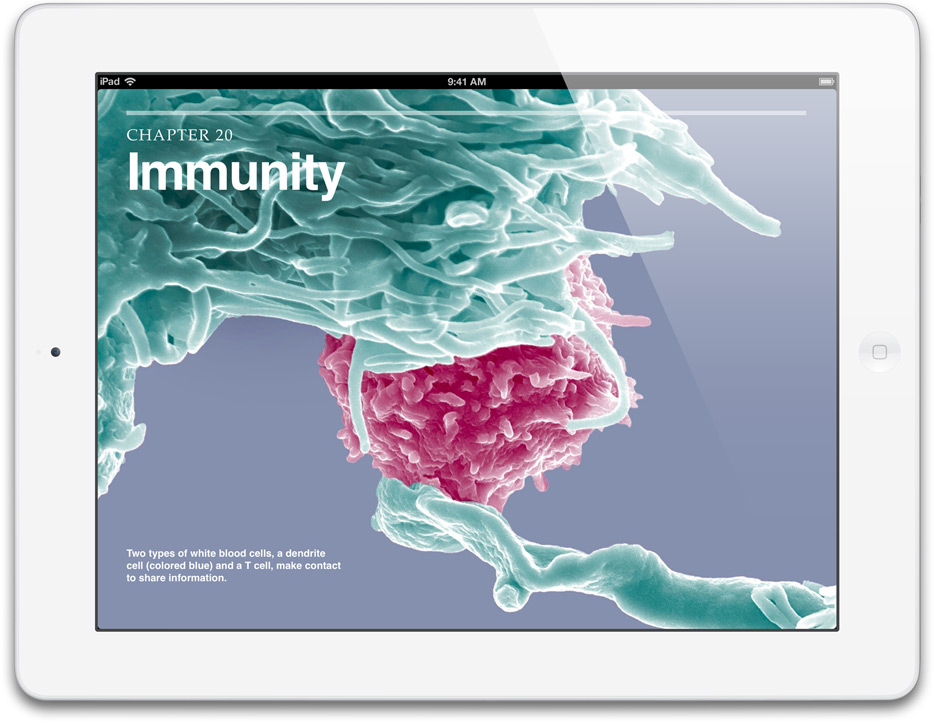 iPad 9:41 AM
CHAPTER 20
Immunity
Two types of white blood cells, a dendrite
cell (colored blue) and a T cell, make contact
to share information.